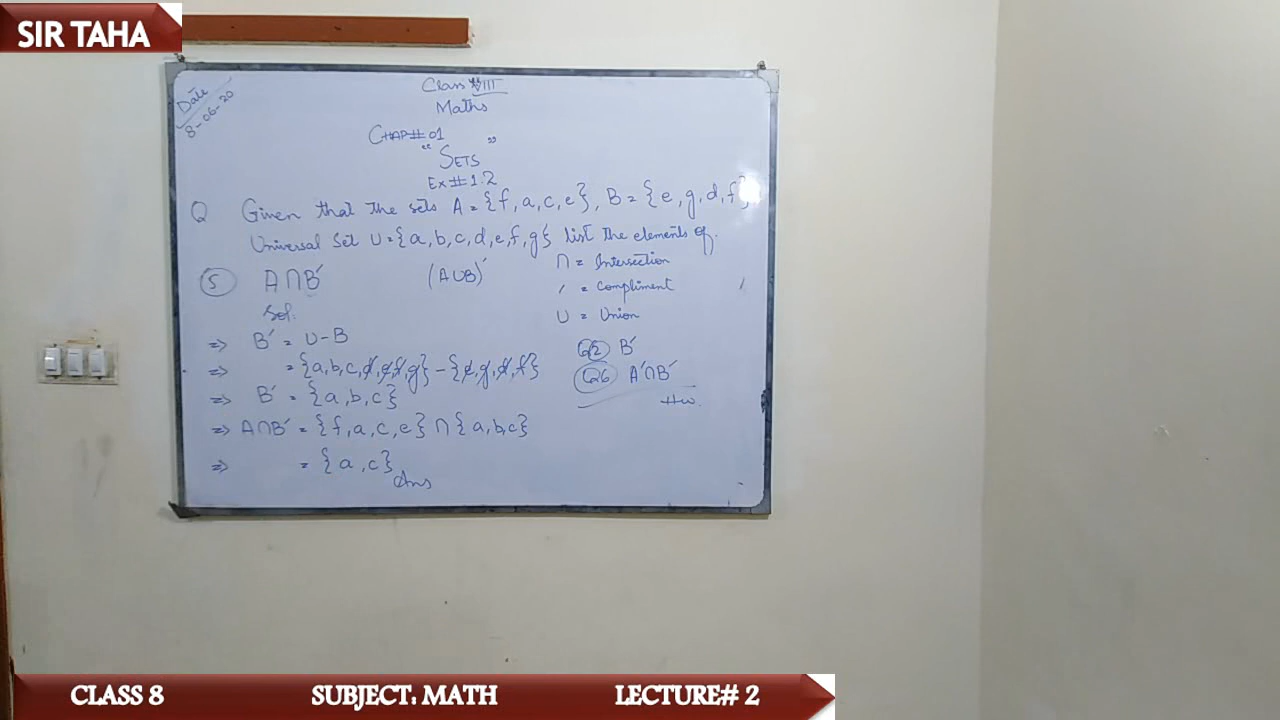 SIR TAHA
Date
8-06-20
Class VIII
Maths
CHAP# 01
"SETS"
EX# 1.2
Q Given that the sets A = {f, a, c, e}, B = {e, g, d, f}
Universal Set U = {a, b, c, d, e, f, g} list the elements of.
5 A∩B′ (A∪B)′
∩ = Intersection
′ = Compliment
∪ = Union
Sol:
⇒ B′ = U - B
⇒ = {a, b, c, d, e, f, g} - {e, g, d, f}
⇒ B′ = {a, b, c}
⇒ A∩B′ = {f, a, c, e} ∩ {a, b, c}
⇒ = {a, c} Ans
Q2 B′
Q6 A′∩B′
H.w.
CLASS 8 SUBJECT: MATH LECTURE# 2